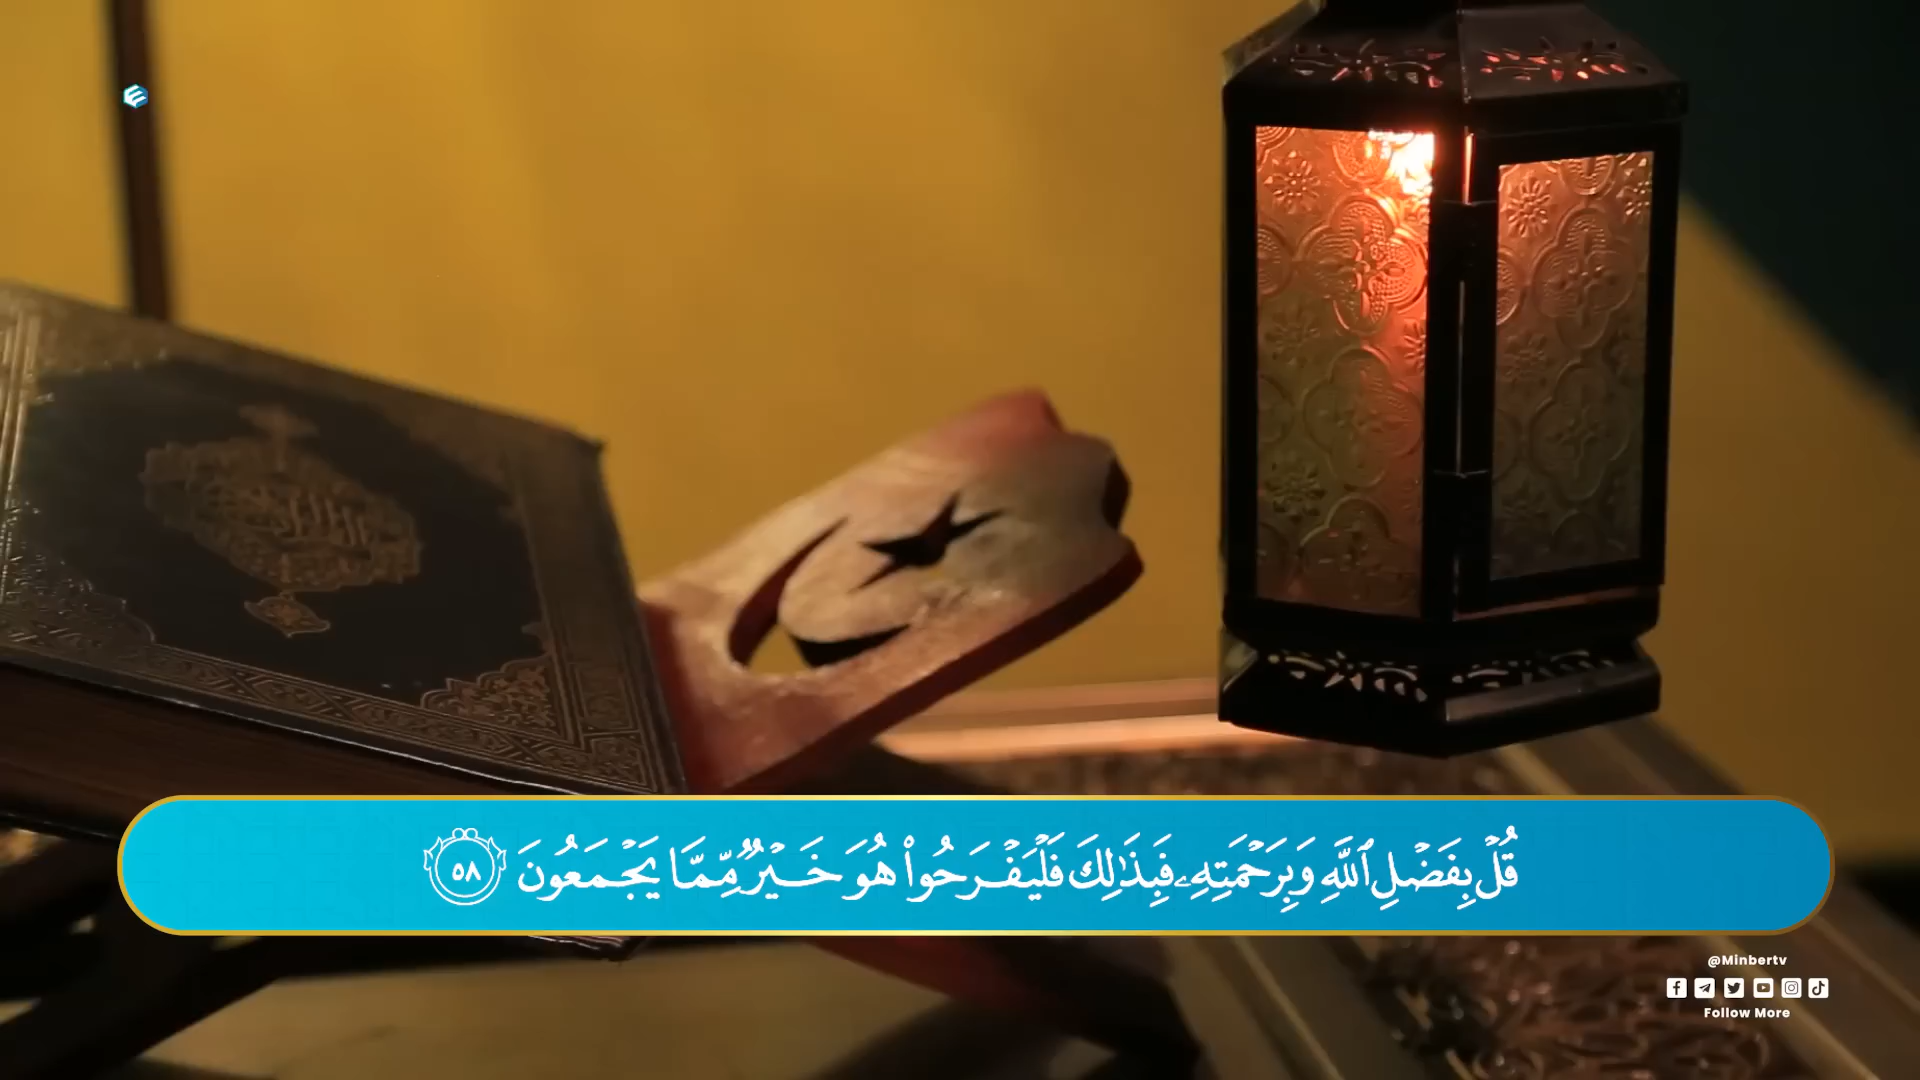 قُلْ بِفَضْلِ ٱللَّهِ وَبِرَحْمَتِهِۦ فَبِذَٰلِكَ فَلْيَفْرَحُوا۟ هُوَ خَيْرٌ مِّمَّا يَجْمَعُونَ ٥٨
@Minbertv
Follow More